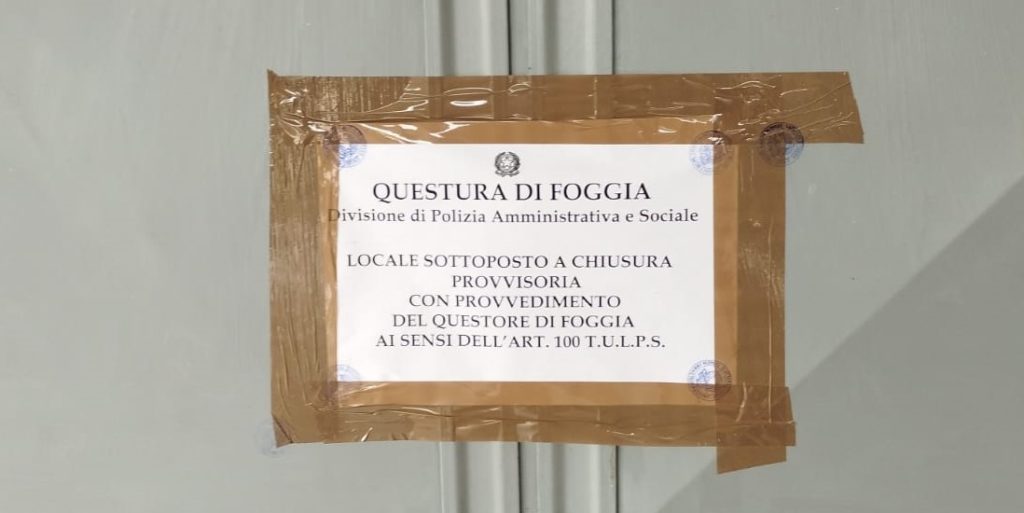 QUESTURA DI FOGGIA
Divisione di Polizia Amministrativa e Sociale
LOCALE SOTTOPOSTO A CHIUSURA
PROVVISORIA
CON PROVVEDIMENTO
DEL QUESTORE DI FOGGIA
AI SENSI DELL'ART. 100 T.U.L.P.S.